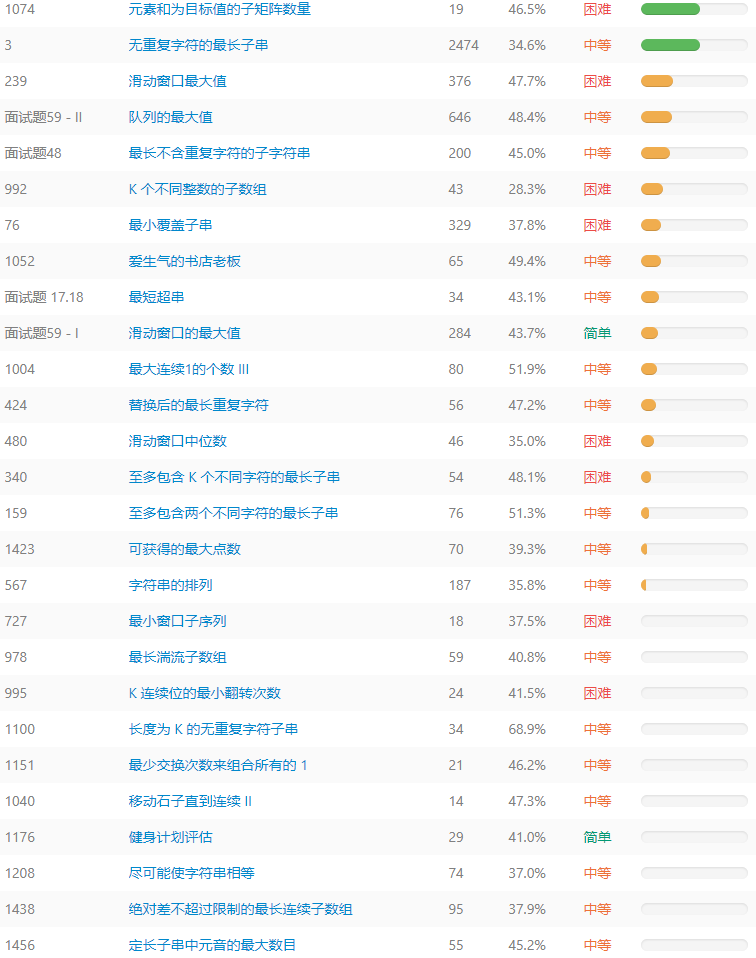 1074 元素和为目标值的子矩阵数量 19 46.5% 困难
3 无重复字符的最长子串 2474 34.6% 中等
239 滑动窗口最大值 376 47.7% 困难
面试题59 - II 队列的最大值 646 48.4% 中等
面试题48 最长不含重复字符的子字符串 200 45.0% 中等
992 K 个不同整数的子数组 43 28.3% 困难
76 最小覆盖子串 329 37.8% 困难
1052 爱生气的书店老板 65 49.4% 中等
面试题 17.18 最短超串 34 43.1% 中等
面试题59 - I 滑动窗口的最大值 284 43.7% 简单
1004 最大连续1的个数 III 80 51.9% 中等
424 替换后的最长重复字符 56 47.2% 中等
480 滑动窗口中位数 46 35.0% 困难
340 至多包含 K 个不同字符的最长子串 54 48.1% 困难
159 至多包含两个不同字符的最长子串 76 51.3% 中等
1423 可获得的最大点数 70 39.3% 中等
567 字符串的排列 187 35.8% 中等
727 最小窗口子序列 18 37.5% 困难
978 最长湍流子数组 59 40.8% 中等
995 K 连续位的最小翻转次数 24 41.5% 困难
1100 长度为 K 的无重复字符子串 34 68.9% 中等
1151 最少交换次数来组合所有的 1 21 46.2% 中等
1040 移动石子直到连续 II 14 47.3% 中等
1176 健身计划评估 29 41.0% 简单
1208 尽可能使字符串相等 74 37.0% 中等
1438 绝对差不超过限制的最长连续子数组 95 37.9% 中等
1456 定长子串中元音的最大数目 55 45.2% 中等